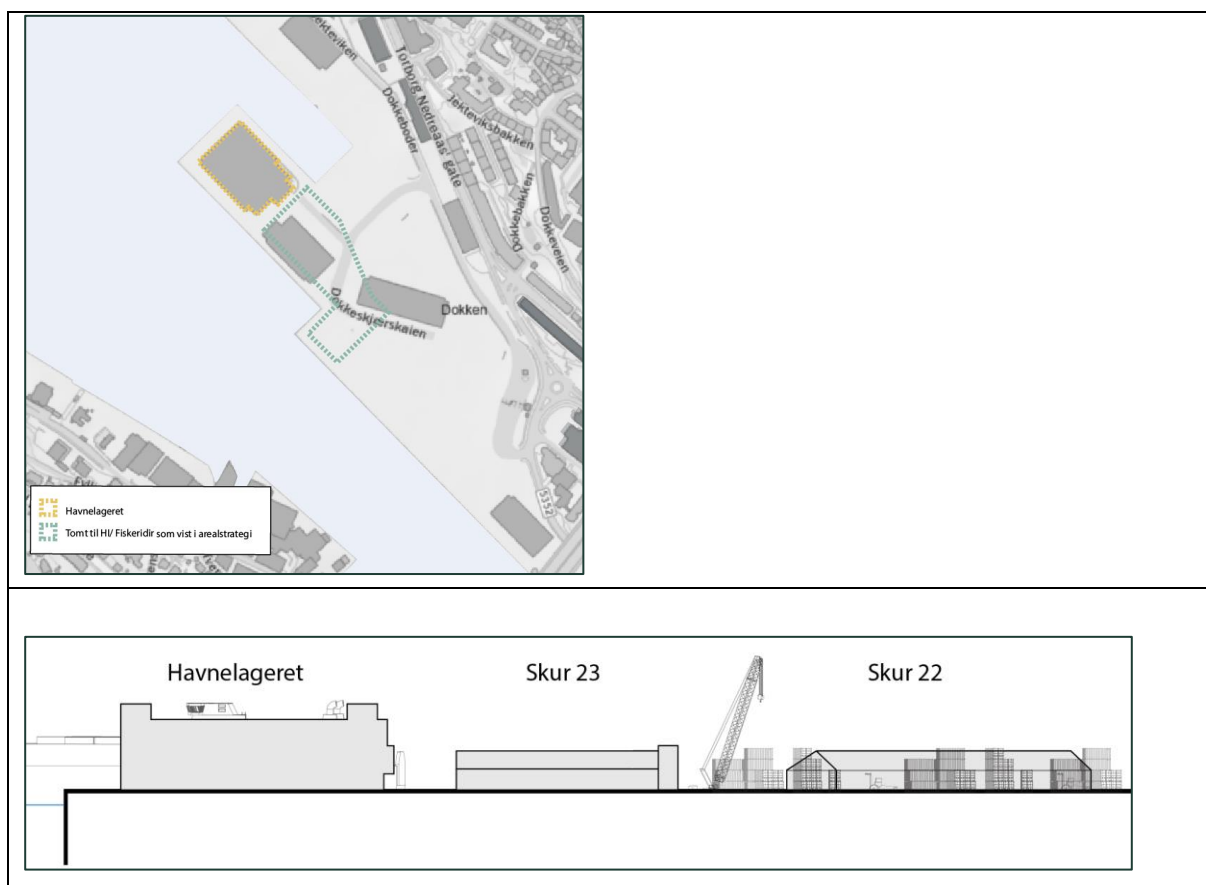 Jekteviken
Torborg Nedreaas' gate
Dokkeboder
Jekteviksbakken
Dokkebakken
Dokkeveien
Dokken
Dokkeskjærskaien
5352
Havnelageret
Tomt til HI/ Fiskeridir som vist i arealstrategi
Havnelageret
Skur 23
Skur 22